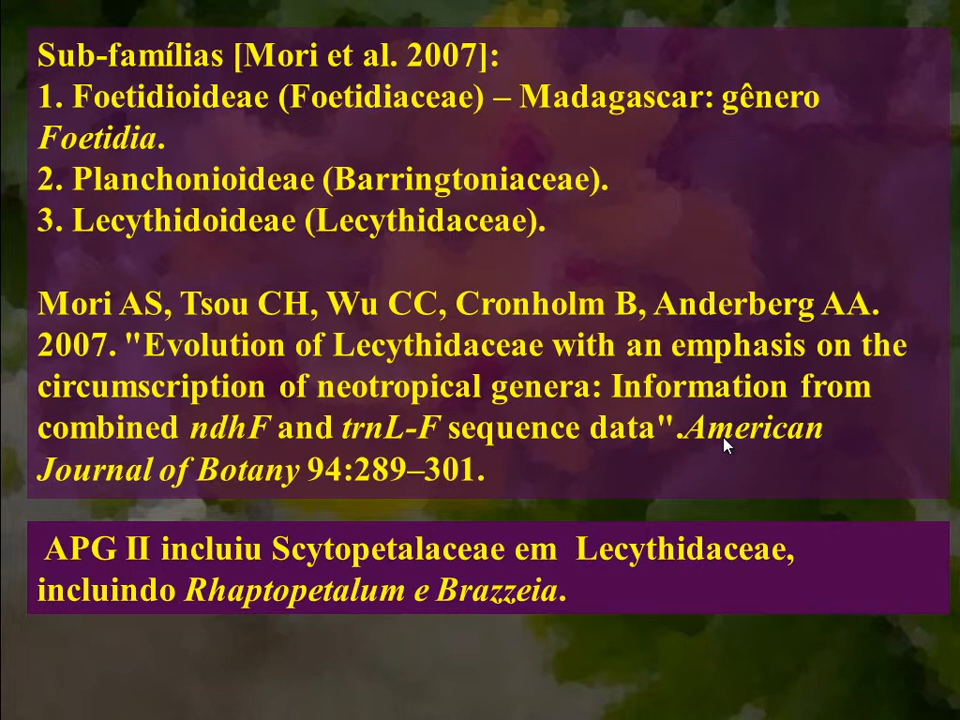 Sub-famílias [Mori et al. 2007]:
1. Foetidioideae (Foetidiaceae) – Madagascar: gênero
Foetidia.
2. Planchonioideae (Barringtoniaceae).
3. Lecythidoideae (Lecythidaceae).
Mori AS, Tsou CH, Wu CC, Cronholm B, Anderberg AA.
2007. "Evolution of Lecythidaceae with an emphasis on the
circumscription of neotropical genera: Information from
combined ndhF and trnL-F sequence data".American
Journal of Botany 94:289–301.
APG II incluiu Scytopetalaceae em Lecythidaceae,
incluindo Rhaptopetalum e Brazzeia.